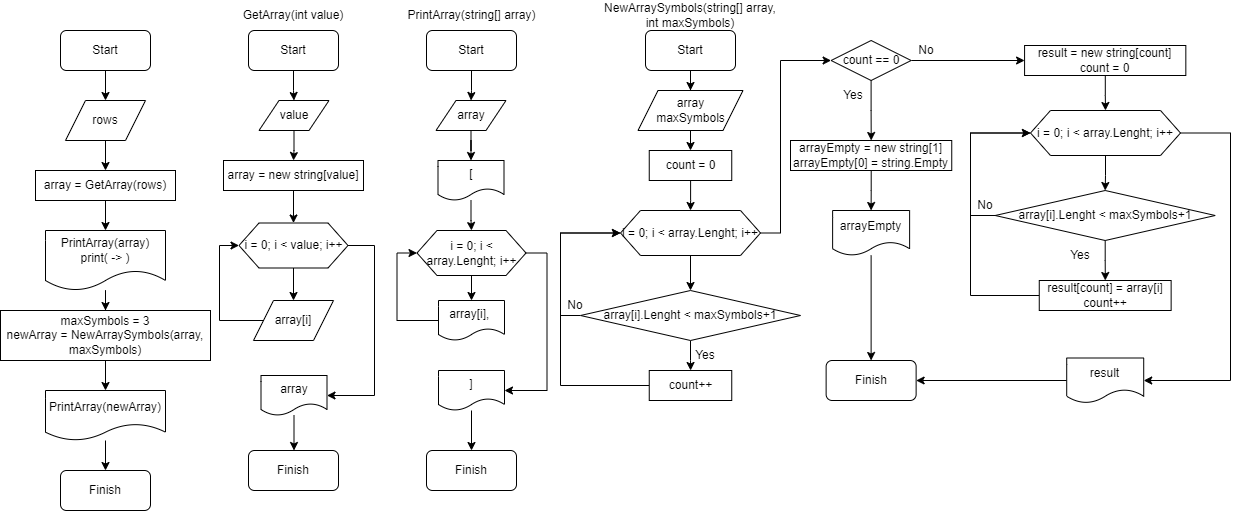 Start
rows
array = GetArray(rows)
PrintArray(array)
print( -> )
maxSymbols = 3
newArray = NewArraySymbols(array,
maxSymbols)
PrintArray(newArray)
Finish
GetArray(int value)
Start
value
array = new string[value]
i = 0; i < value; i++
array[i]
array
Finish
PrintArray(string[] array)
Start
array
[
i = 0; i <
array.Lenght; i++
array[i],
]
Finish
NewArraySymbols(string[] array,
int maxSymbols)
Start
array
maxSymbols
count = 0
i = 0; i < array.Lenght; i++
array[i].Lenght < maxSymbols+1
No
Yes
count++
count == 0
No
Yes
arrayEmpty = new string[1]
arrayEmpty[0] = string.Empty
arrayEmpty
Finish
result = new string[count]
count = 0
i = 0; i < array.Lenght; i++
array[i].Lenght < maxSymbols+1
No
Yes
result[count] = array[i]
count++
result